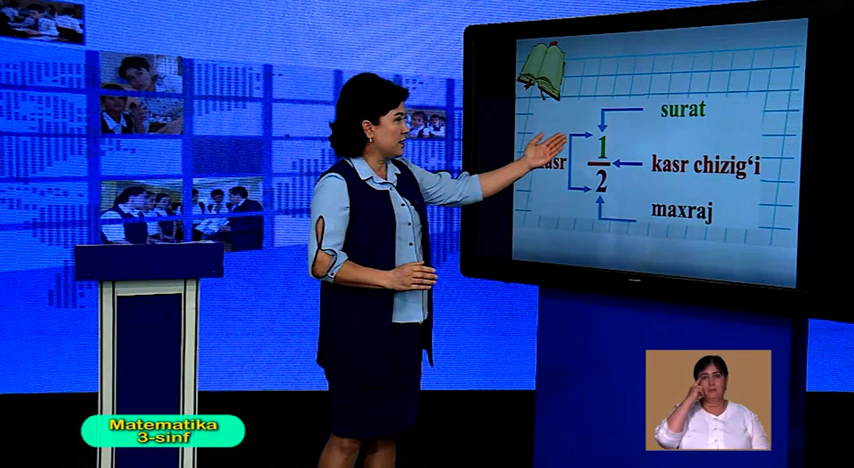 surat
1
kasr chizig‘i
2
maxraj
Matematika
3-sinf